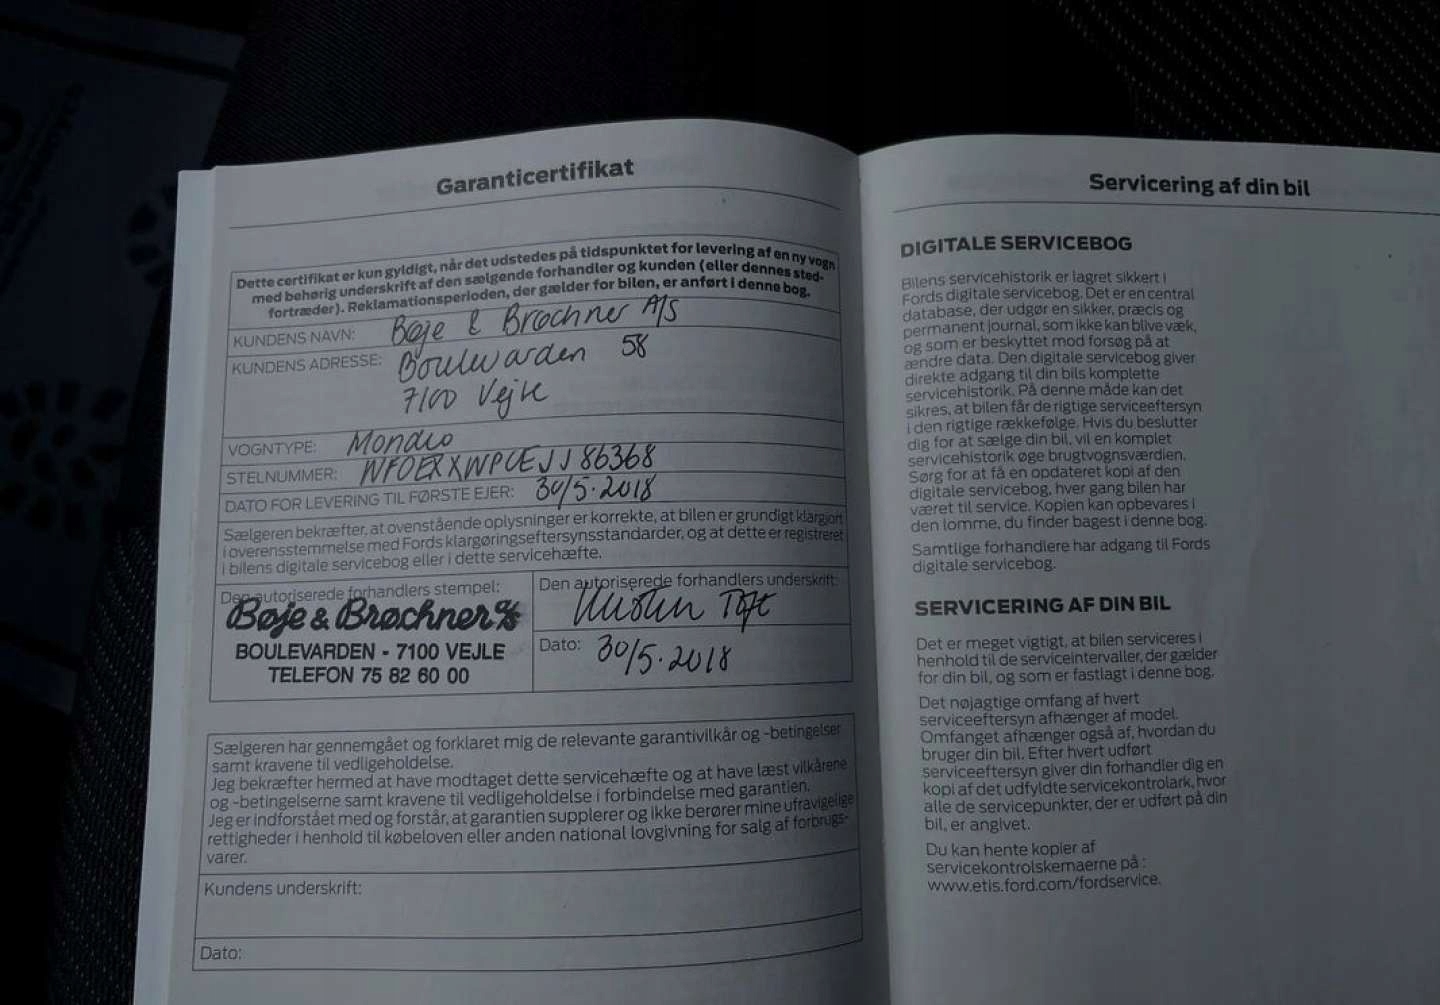 Garanticertifikat
Dette certifikat er kun gyldigt, når det udstedes på tidspunktet for levering af en ny vogn
med behørig underskrift af den sælgende forhandler og kunden (eller dennes sted-
fortræder). Reklamationsperioden, der gælder for bilen, er anført i denne bog.
KUNDENS NAVN: Bøje & Brøchner A/S
KUNDENS ADRESSE: Boulevarden 58
7100 Vejle
VOGNTYPE: Mondeo
STELNUMMER: WF0EXXWPCEJJ86368
DATO FOR LEVERING TIL FØRSTE EJER: 30/5-2018
Sælgeren bekræfter, at ovenstående oplysninger er korrekte, at bilen er grundigt klargjort
i overensstemmelse med Fords klargøringseftersynsstandarder, og at dette er registreret
i bilens digitale servicebog eller i dette servicehæfte.
Den autoriserede forhandlers stempel:
Bøje & Brøchner A/S
BOULEVARDEN - 7100 VEJLE
TELEFON 75 82 60 00
Den autoriserede forhandlers underskrift:
Dato: 30/5-2018
Sælgeren har gennemgået og forklaret mig de relevante garantivilkår og -betingelser
samt kravene til vedligeholdelse.
Jeg bekræfter hermed at have modtaget dette servicehæfte og at have læst vilkårene
og -betingelserne samt kravene til vedligeholdelse i forbindelse med garantien.
Jeg er indforstået med og forstår, at garantien supplerer og ikke berører mine ufravigelige
rettigheder i henhold til købeloven eller anden national lovgivning for salg af forbrugs-
varer.
Kundens underskrift:
Dato:
Servicering af din bil
DIGITALE SERVICEBOG
Bilens servicehistorik er lagret sikkert i
Fords digitale servicebog. Det er en central
database, der udgør en sikker, præcis og
permanent journal, som ikke kan blive væk,
og som er beskyttet mod forsøg på at
ændre data. Den digitale servicebog giver
direkte adgang til din bils komplette
servicehistorik. På denne måde kan det
sikres, at bilen får de rigtige serviceeftersyn
i den rigtige rækkefølge. Hvis du beslutter
dig for at sælge din bil, vil en komplet
servicehistorik øge brugtvognsværdien.
Sørg for at få en opdateret kopi af den
digitale servicebog, hver gang bilen har
været til service. Kopien kan opbevares i
den lomme, du finder bagest i denne bog.
Samtlige forhandlere har adgang til Fords
digitale servicebog.
SERVICERING AF DIN BIL
Det er meget vigtigt, at bilen serviceres i
henhold til de serviceintervaller, der gælder
for din bil, og som er fastlagt i denne bog.
Det nøjagtige omfang af hvert
serviceeftersyn afhænger af model.
Omfanget afhænger også af, hvordan du
bruger din bil. Efter hvert udført
serviceeftersyn giver din forhandler dig en
kopi af det udfyldte servicekontrolark, hvor
alle de servicepunkter, der er udført på din
bil, er angivet.
Du kan hente kopier af
servicekontrolskemaerne på :
www.etis.ford.com/fordservice.